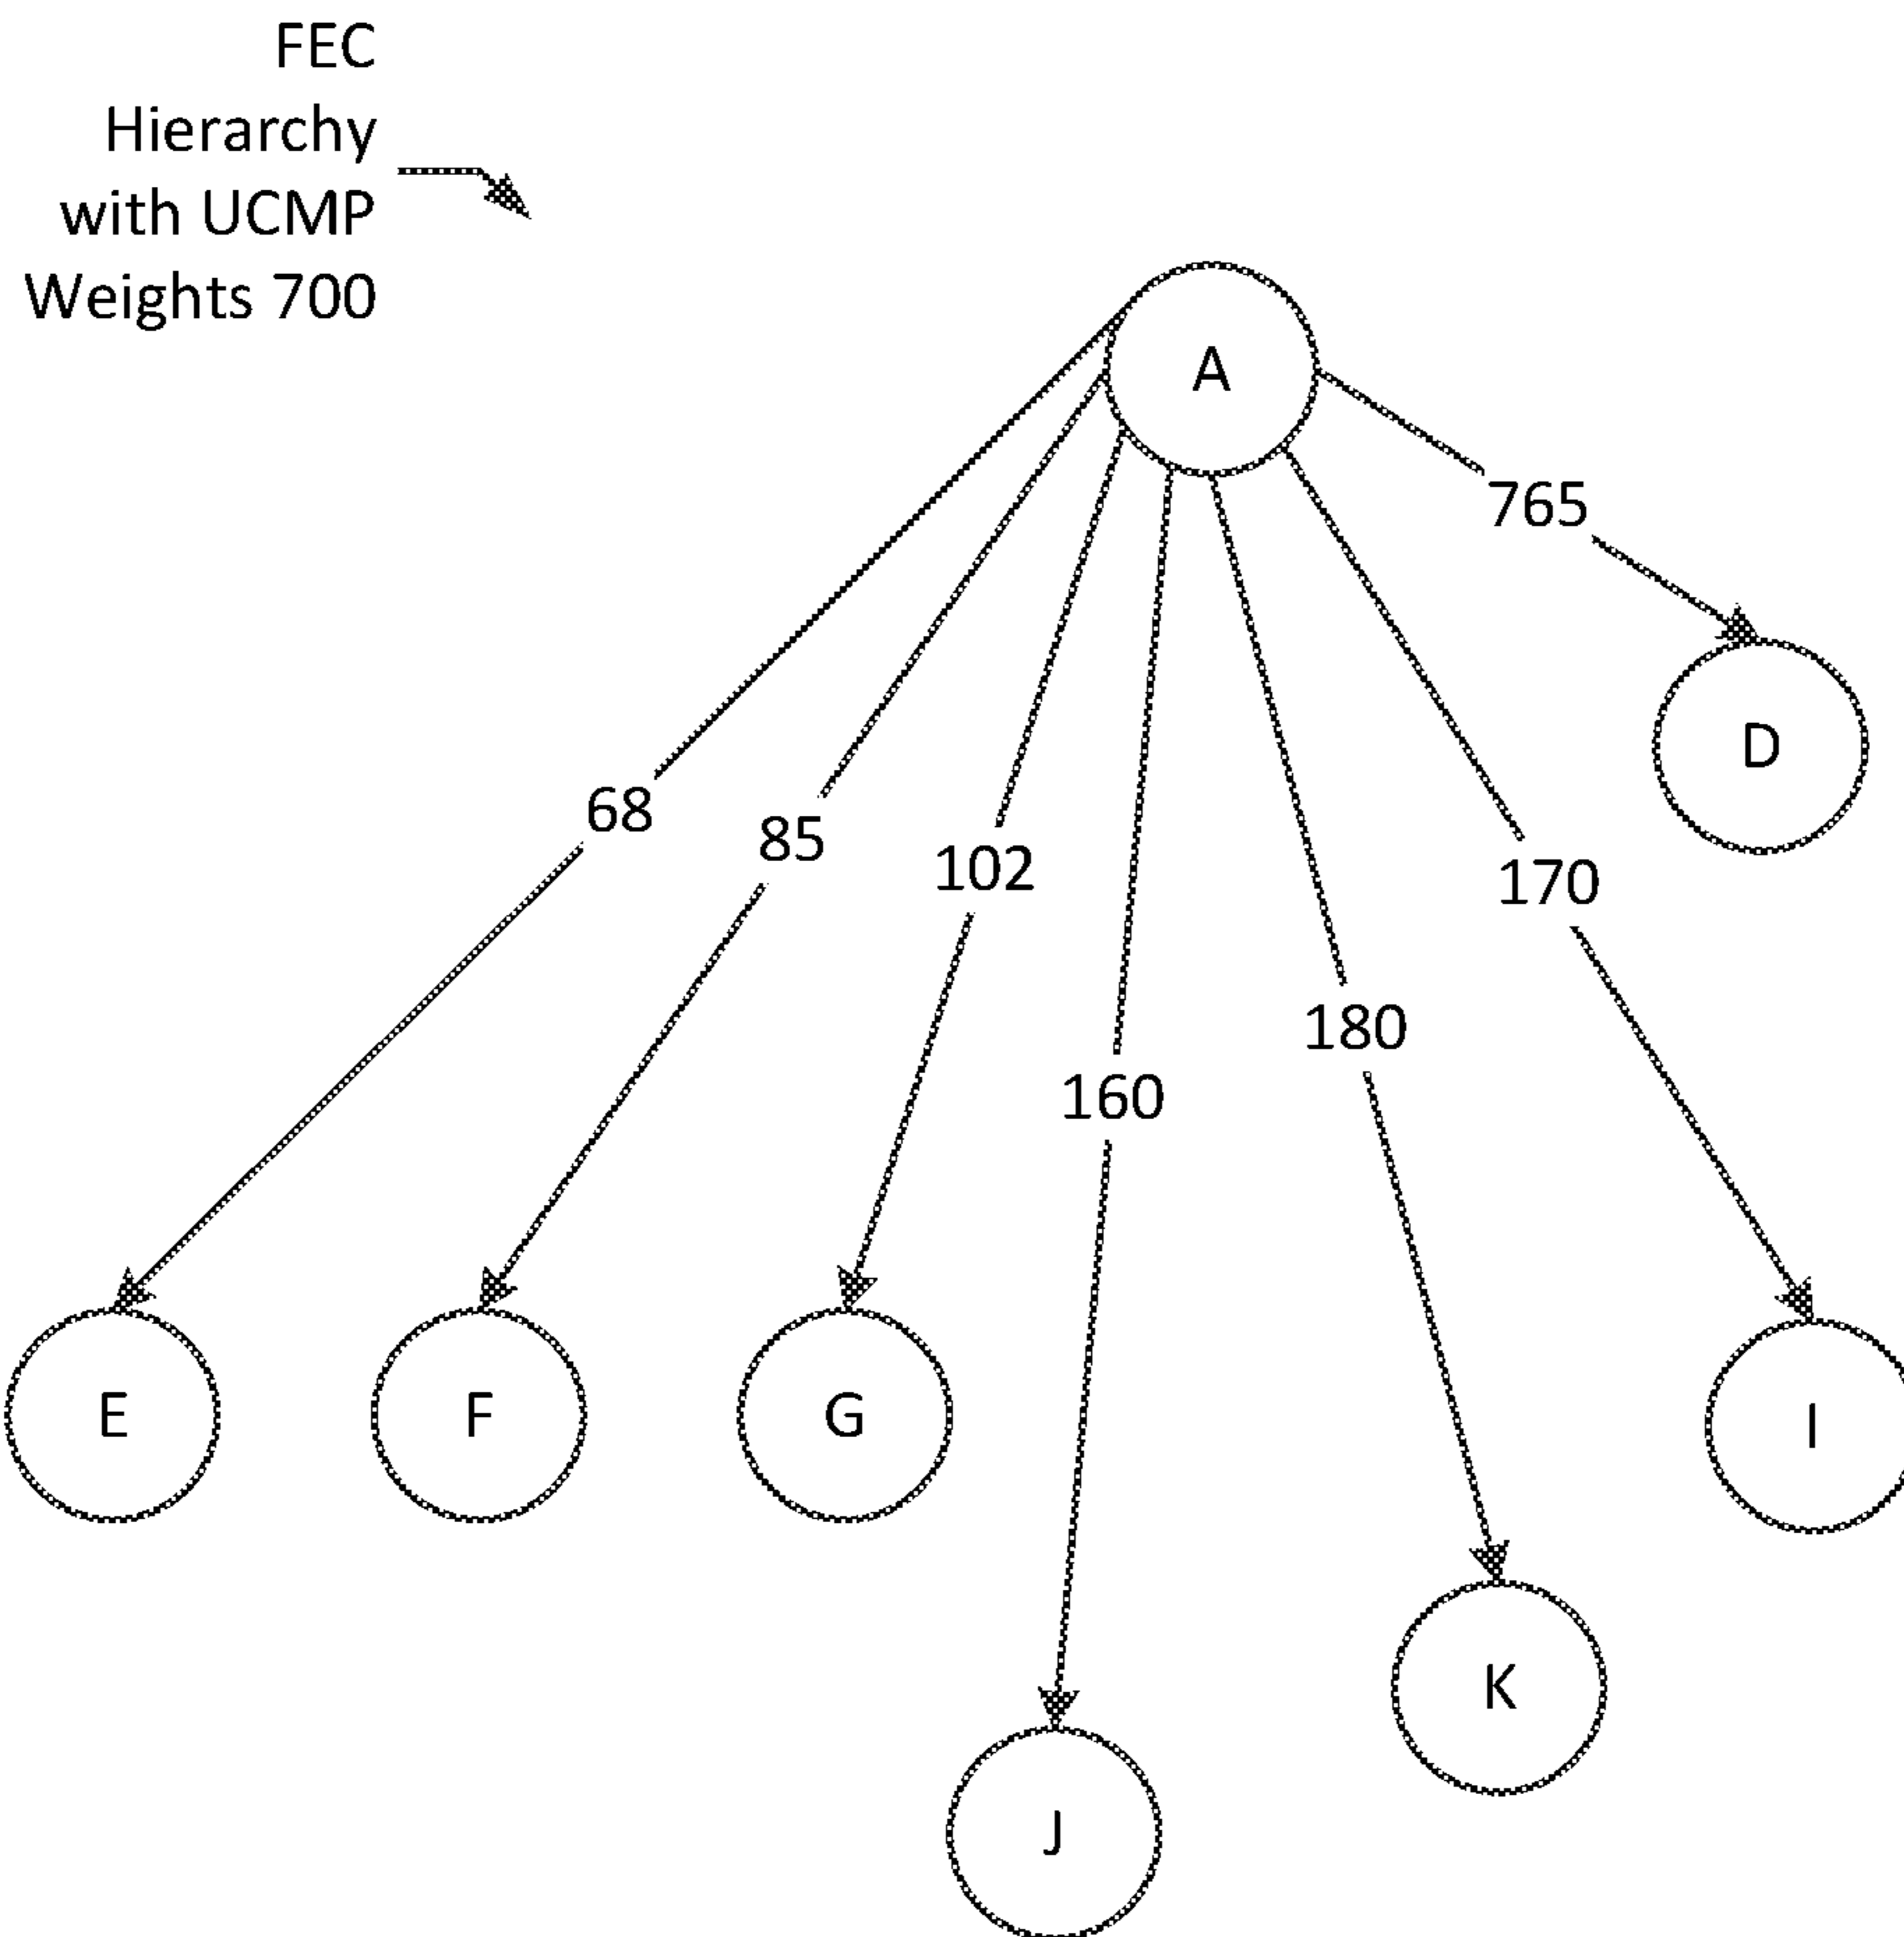 FEC
Hierarchy
with UCMP
Weights 700
A
765
D
68
85
102
170
180
160
E
F
G
I
K
J